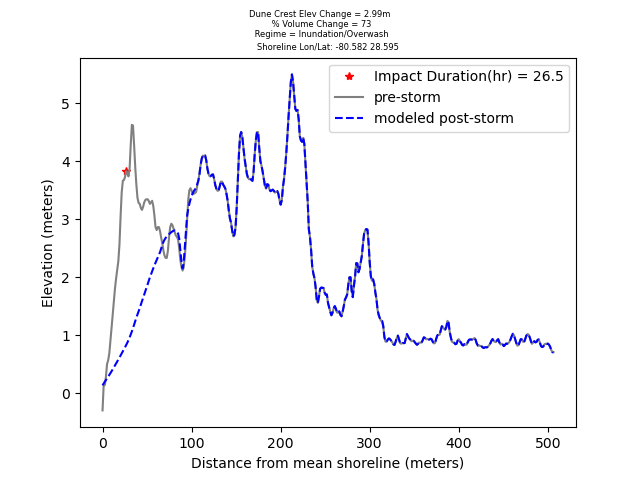 Dune Crest Elev Change = 2.99m
% Volume Change = 73
Regime = Inundation/Overwash
Shoreline Lon/Lat: -80.582 28.595
Impact Duration(hr) = 26.5
pre-storm
modeled post-storm
Elevation (meters)
5
4
3
2
1
0
0 100 200 300 400 500
Distance from mean shoreline (meters)